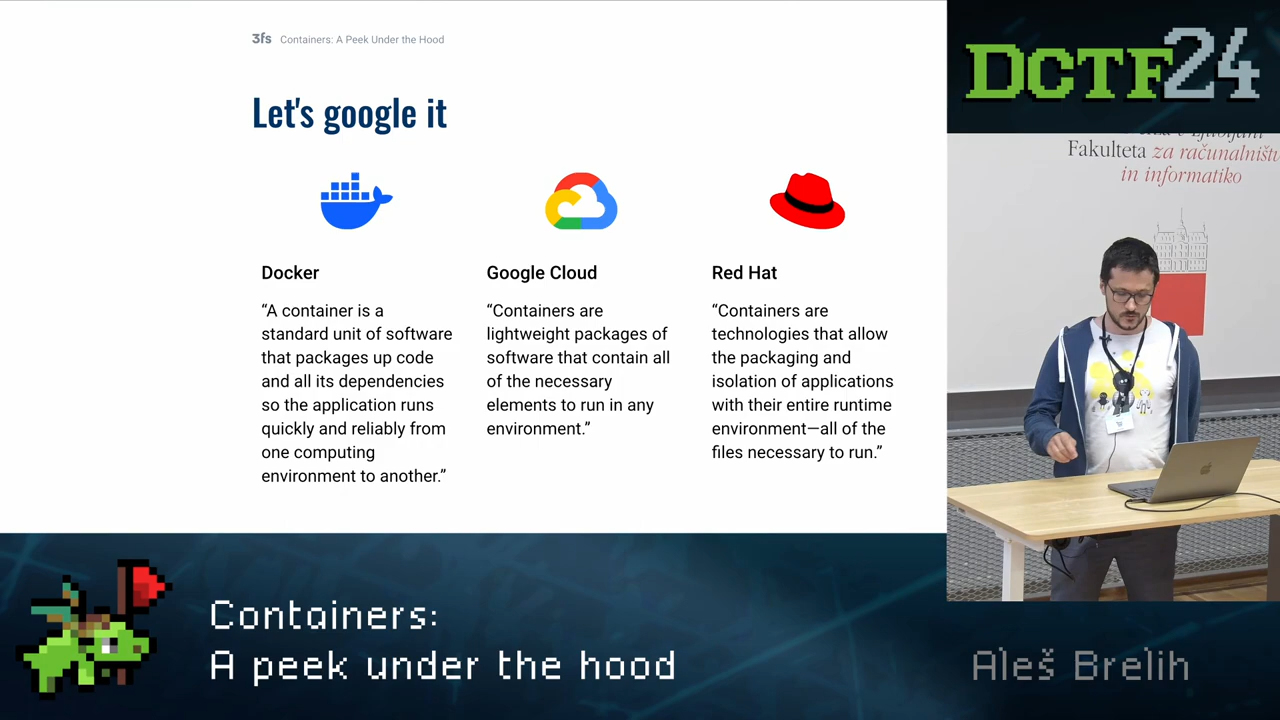 3fs Containers: A Peek Under the Hood
Let's google it
Docker
“A container is a
standard unit of software
that packages up code
and all its dependencies
so the application runs
quickly and reliably from
one computing
environment to another.”
Google Cloud
“Containers are
lightweight packages of
software that contain all
of the necessary
elements to run in any
environment.”
Red Hat
“Containers are
technologies that allow
the packaging and
isolation of applications
with their entire runtime
environment—all of the
files necessary to run.”
DCTF24
Fakulteta za računalništvo
in informatiko
Containers:
A peek under the hood
Aleš Brelih